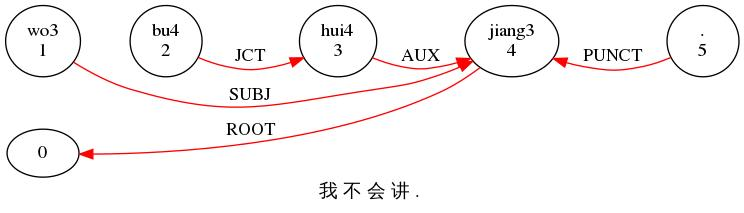 wo3
1
bu4
2
hui4
3
jiang3
4
.
5
JCT
AUX
PUNCT
SUBJ
ROOT
0
我 不 会 讲 .